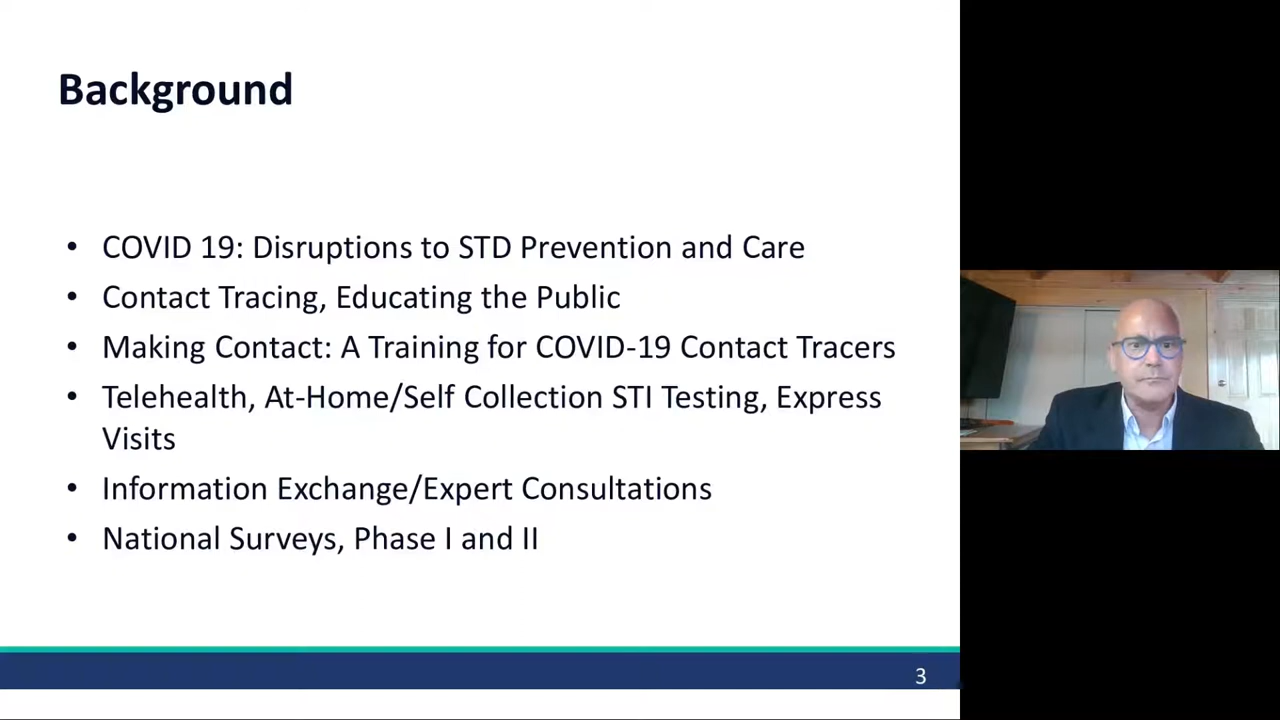 Background
• COVID 19: Disruptions to STD Prevention and Care
• Contact Tracing, Educating the Public
• Making Contact: A Training for COVID-19 Contact Tracers
• Telehealth, At-Home/Self Collection STI Testing, Express
Visits
• Information Exchange/Expert Consultations
• National Surveys, Phase I and II
3